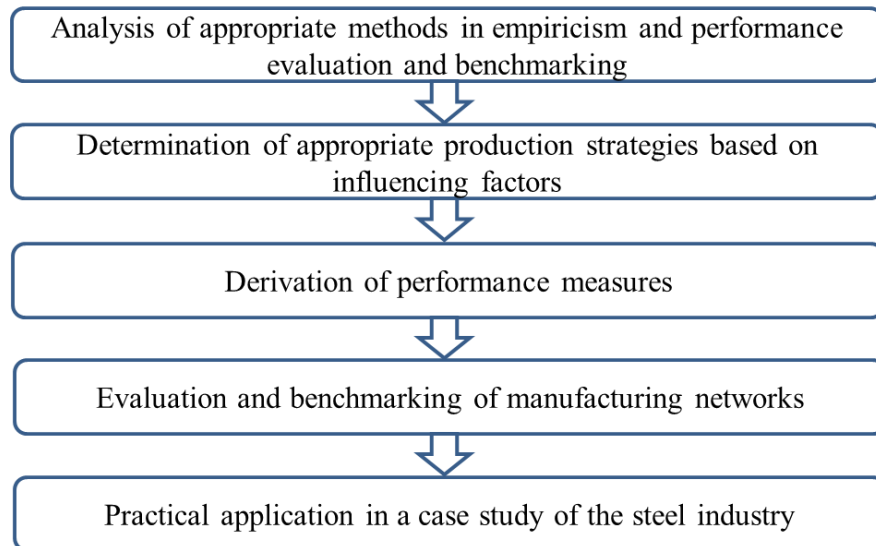 Analysis of appropriate methods in empiricism and performance
evaluation and benchmarking
Determination of appropriate production strategies based on
influencing factors
Derivation of performance measures
Evaluation and benchmarking of manufacturing networks
Practical application in a case study of the steel industry